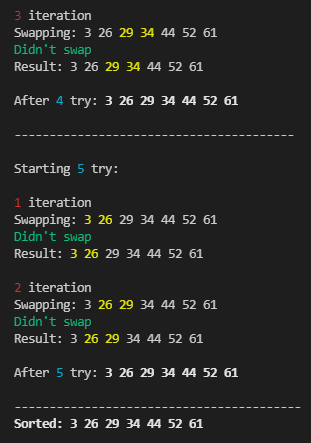 3 iteration
Swapping: 3 26 29 34 44 52 61
Didn't swap
Result: 3 26 29 34 44 52 61
After 4 try: 3 26 29 34 44 52 61
----------------------------------------
Starting 5 try:
1 iteration
Swapping: 3 26 29 34 44 52 61
Didn't swap
Result: 3 26 29 34 44 52 61
2 iteration
Swapping: 3 26 29 34 44 52 61
Didn't swap
Result: 3 26 29 34 44 52 61
After 5 try: 3 26 29 34 44 52 61
-----------------------------------------
Sorted: 3 26 29 34 44 52 61